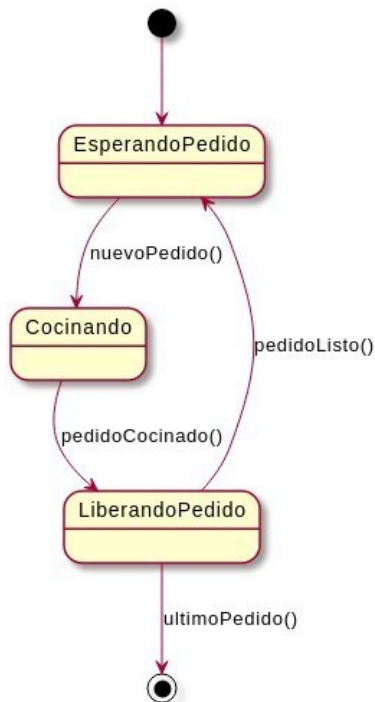 EsperandoPedido
nuevoPedido()
Cocinando
pedidoListo()
pedidoCocinado()
LiberandoPedido
ultimoPedido()